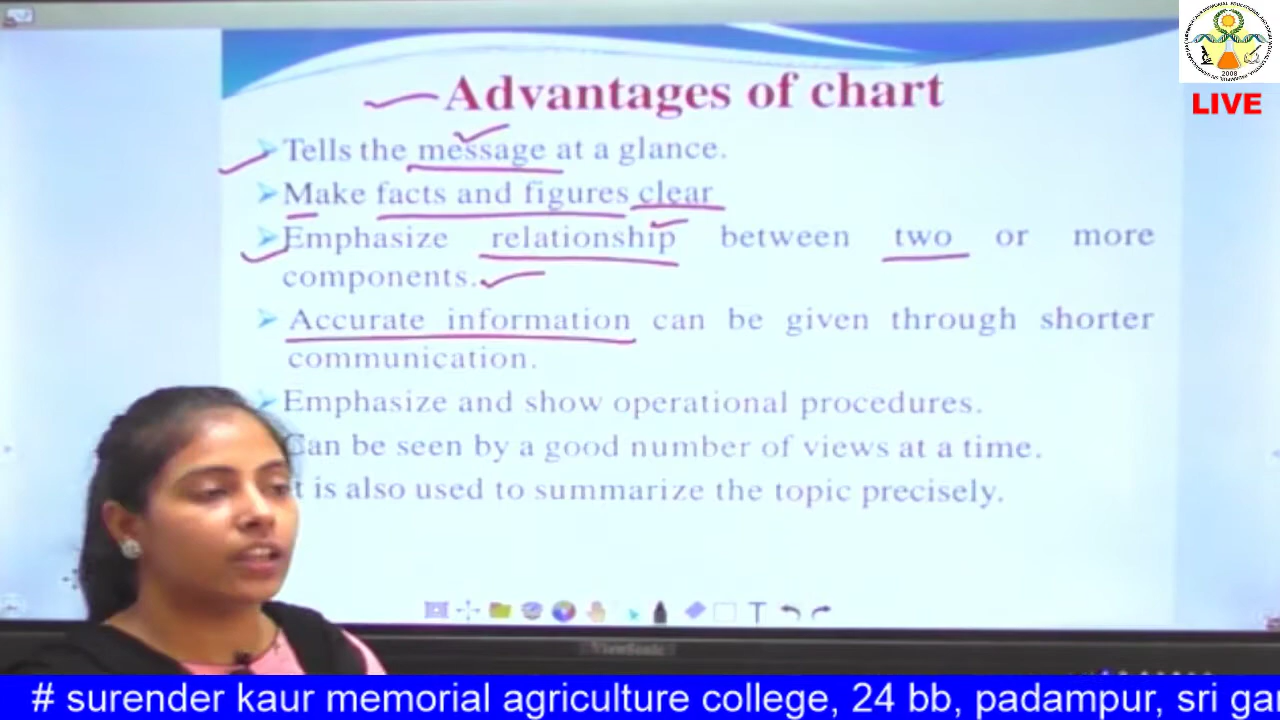 Advantages of chart
Tells the message at a glance.
Make facts and figures clear
Emphasize relationship between two or more
components.
Accurate information can be given through shorter
communication.
Emphasize and show operational procedures.
Can be seen by a good number of views at a time.
t is also used to summarize the topic precisely.
2008
LIVE
T
ViewSonic
# surender kaur memorial agriculture college, 24 bb, padampur, sri ga